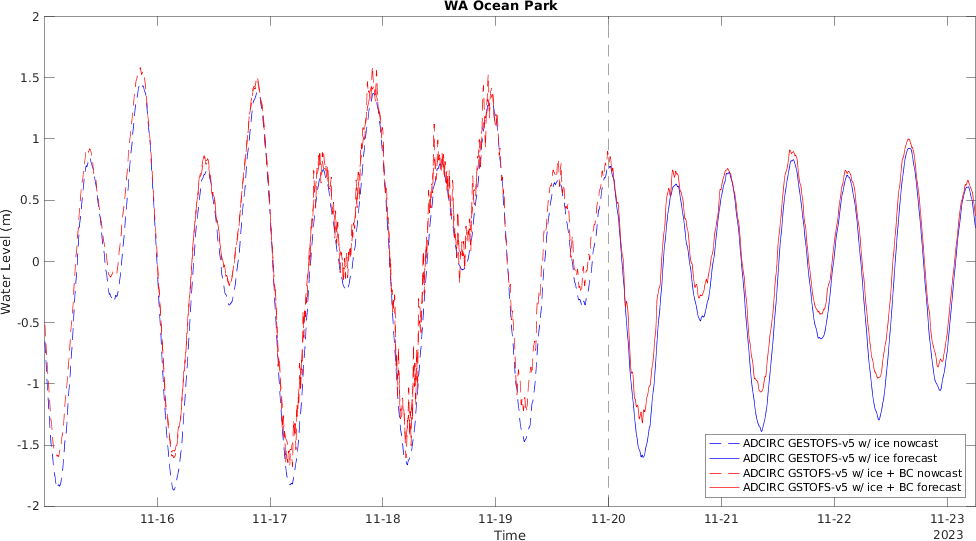 WA Ocean Park
2
1.5
1
0.5
0
-0.5
-1
-1.5
-2
Water Level (m)
11-16
11-17
11-18
11-19
11-20
11-21
11-22
11-23
Time
2023
ADCIRC GESTOFS-v5 w/ ice nowcast
ADCIRC GESTOFS-v5 w/ ice forecast
ADCIRC GSTOFS-v5 w/ ice + BC nowcast
ADCIRC GSTOFS-v5 w/ ice + BC forecast